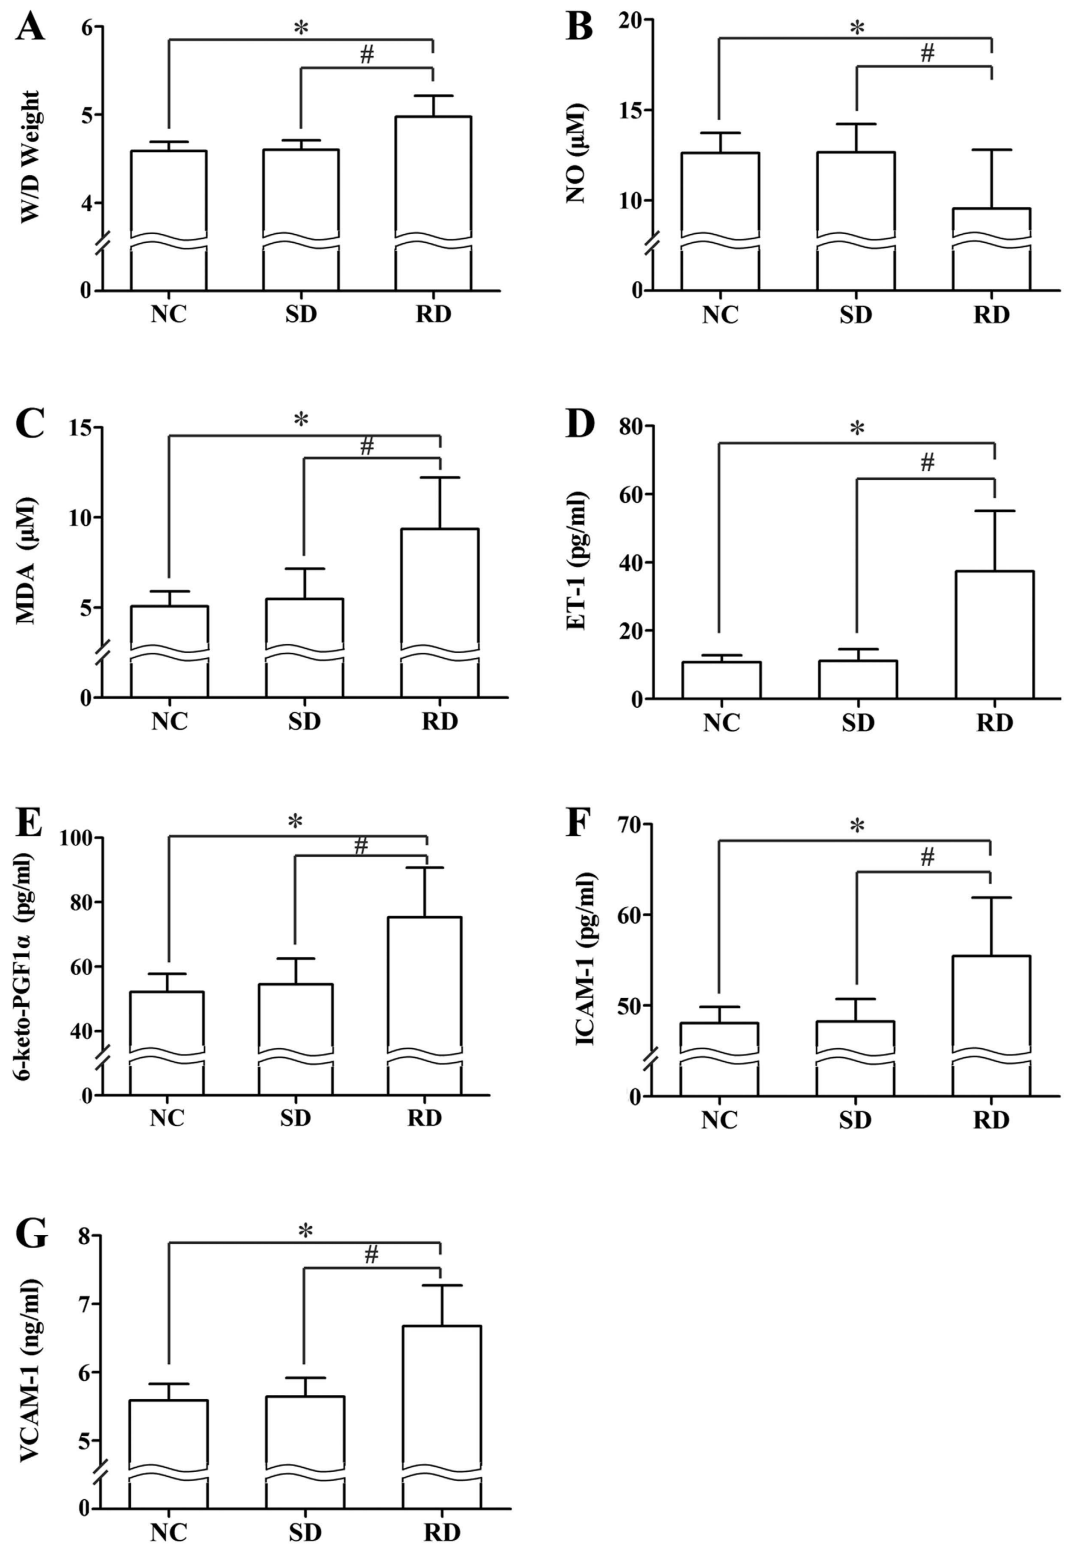 A
W/D Weight
6
5
4
0
*
#
NC SD RD
B
NO (μM)
20
15
10
0
*
#
NC SD RD
C
MDA (μM)
15
10
5
0
*
#
NC SD RD
D
ET-1 (pg/ml)
80
60
40
20
0
*
#
NC SD RD
E
6-keto-PGF1α (pg/ml)
100
80
60
40
0
*
#
NC SD RD
F
ICAM-1 (pg/ml)
70
60
50
0
*
#
NC SD RD
G
VCAM-1 (ng/ml)
8
7
6
5
0
*
#
NC SD RD